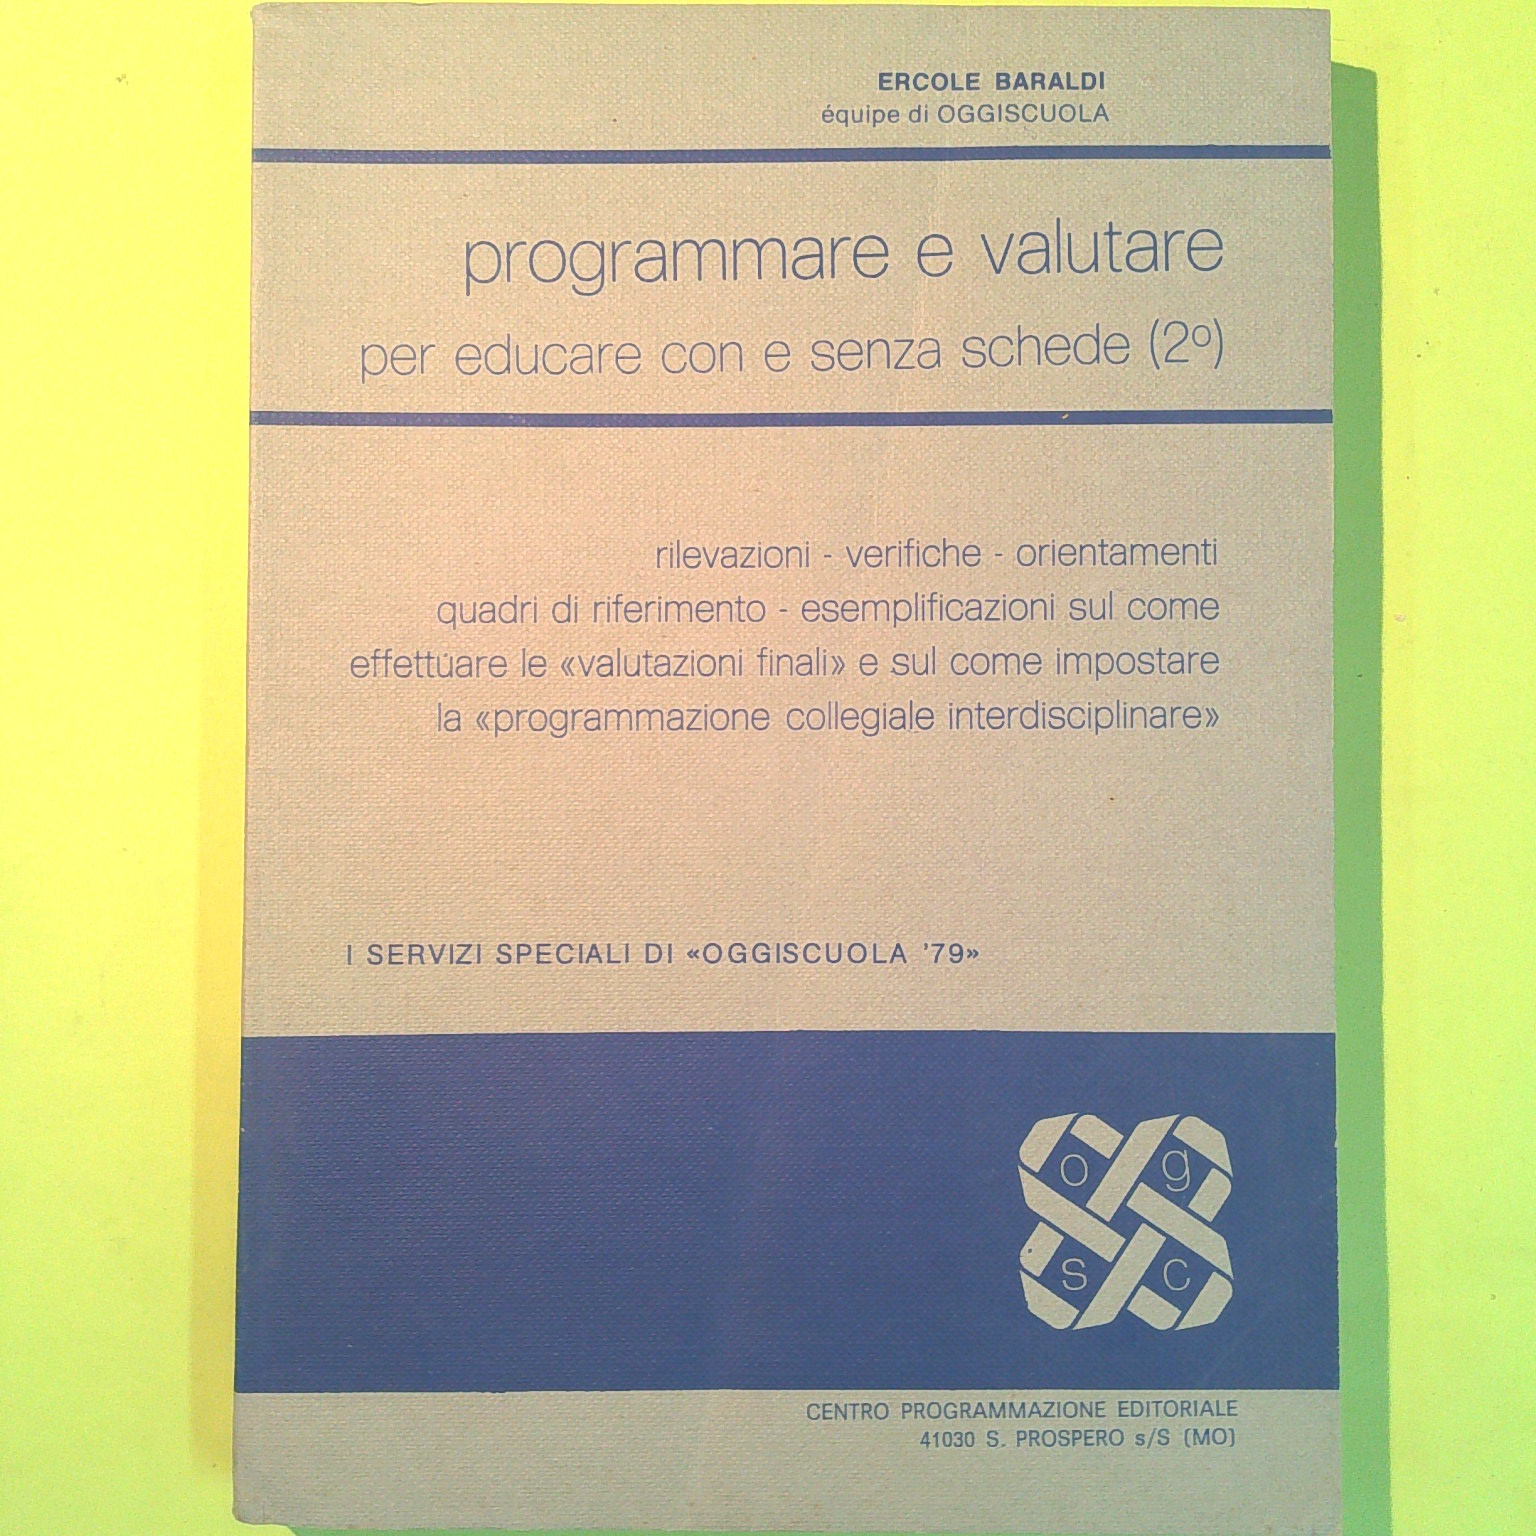 ERCOLE BARALDI
équipe di OGGISCUOLA
programmare e valutare
per educare con e senza schede (2º)
rilevazioni - verifiche - orientamenti
quadri di riferimento - esemplificazioni sul come
effettuare le «valutazioni finali» e sul come impostare
la «programmazione collegiale interdisciplinare»
I SERVIZI SPECIALI DI «OGGISCUOLA '79»
o g
s c
CENTRO PROGRAMMAZIONE EDITORIALE
41030 S. PROSPERO s/S (MO)